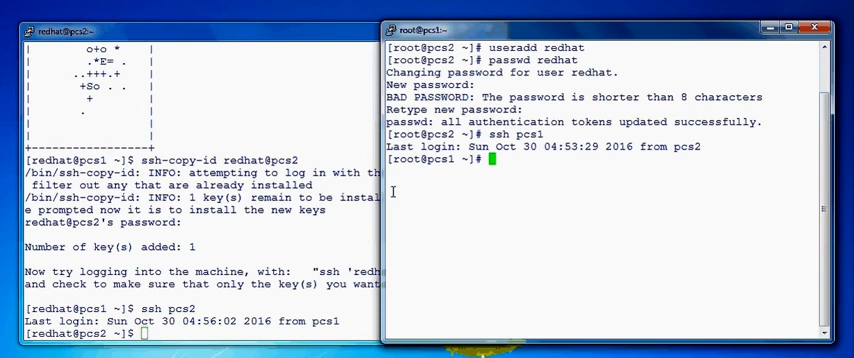 redhat@pcs2:~
|          o+o *     |
|          .*E= .    |
|        ..+++.+     |
|         +So . .    |
|          +         |
|         .          |
|                    |
|                    |
+-----------------+
[redhat@pcs1 ~]$ ssh-copy-id redhat@pcs2
/bin/ssh-copy-id: INFO: attempting to log in with the
 filter out any that are already installed
/bin/ssh-copy-id: INFO: 1 key(s) remain to be instal
e prompted now it is to install the new keys
redhat@pcs2's password:
Number of key(s) added: 1
Now try logging into the machine, with:   "ssh 'redh
and check to make sure that only the key(s) you want
[redhat@pcs1 ~]$ ssh pcs2
Last login: Sun Oct 30 04:56:02 2016 from pcs1
[redhat@pcs2 ~]$
root@pcs1:~
[root@pcs2 ~]# useradd redhat
[root@pcs2 ~]# passwd redhat
Changing password for user redhat.
New password:
BAD PASSWORD: The password is shorter than 8 characters
Retype new password:
passwd: all authentication tokens updated successfully.
[root@pcs2 ~]# ssh pcs1
Last login: Sun Oct 30 04:53:29 2016 from pcs2
[root@pcs1 ~]#